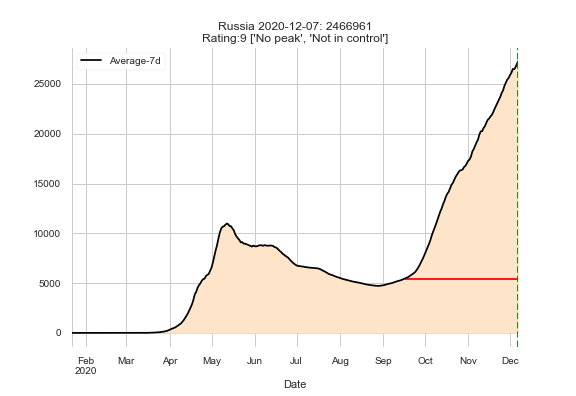 Russia 2020-12-07: 2466961
Rating:9 ['No peak', 'Not in control']
Average-7d
25000
20000
15000
10000
5000
0
Feb Mar Apr May Jun Jul Aug Sep Oct Nov Dec
2020
Date